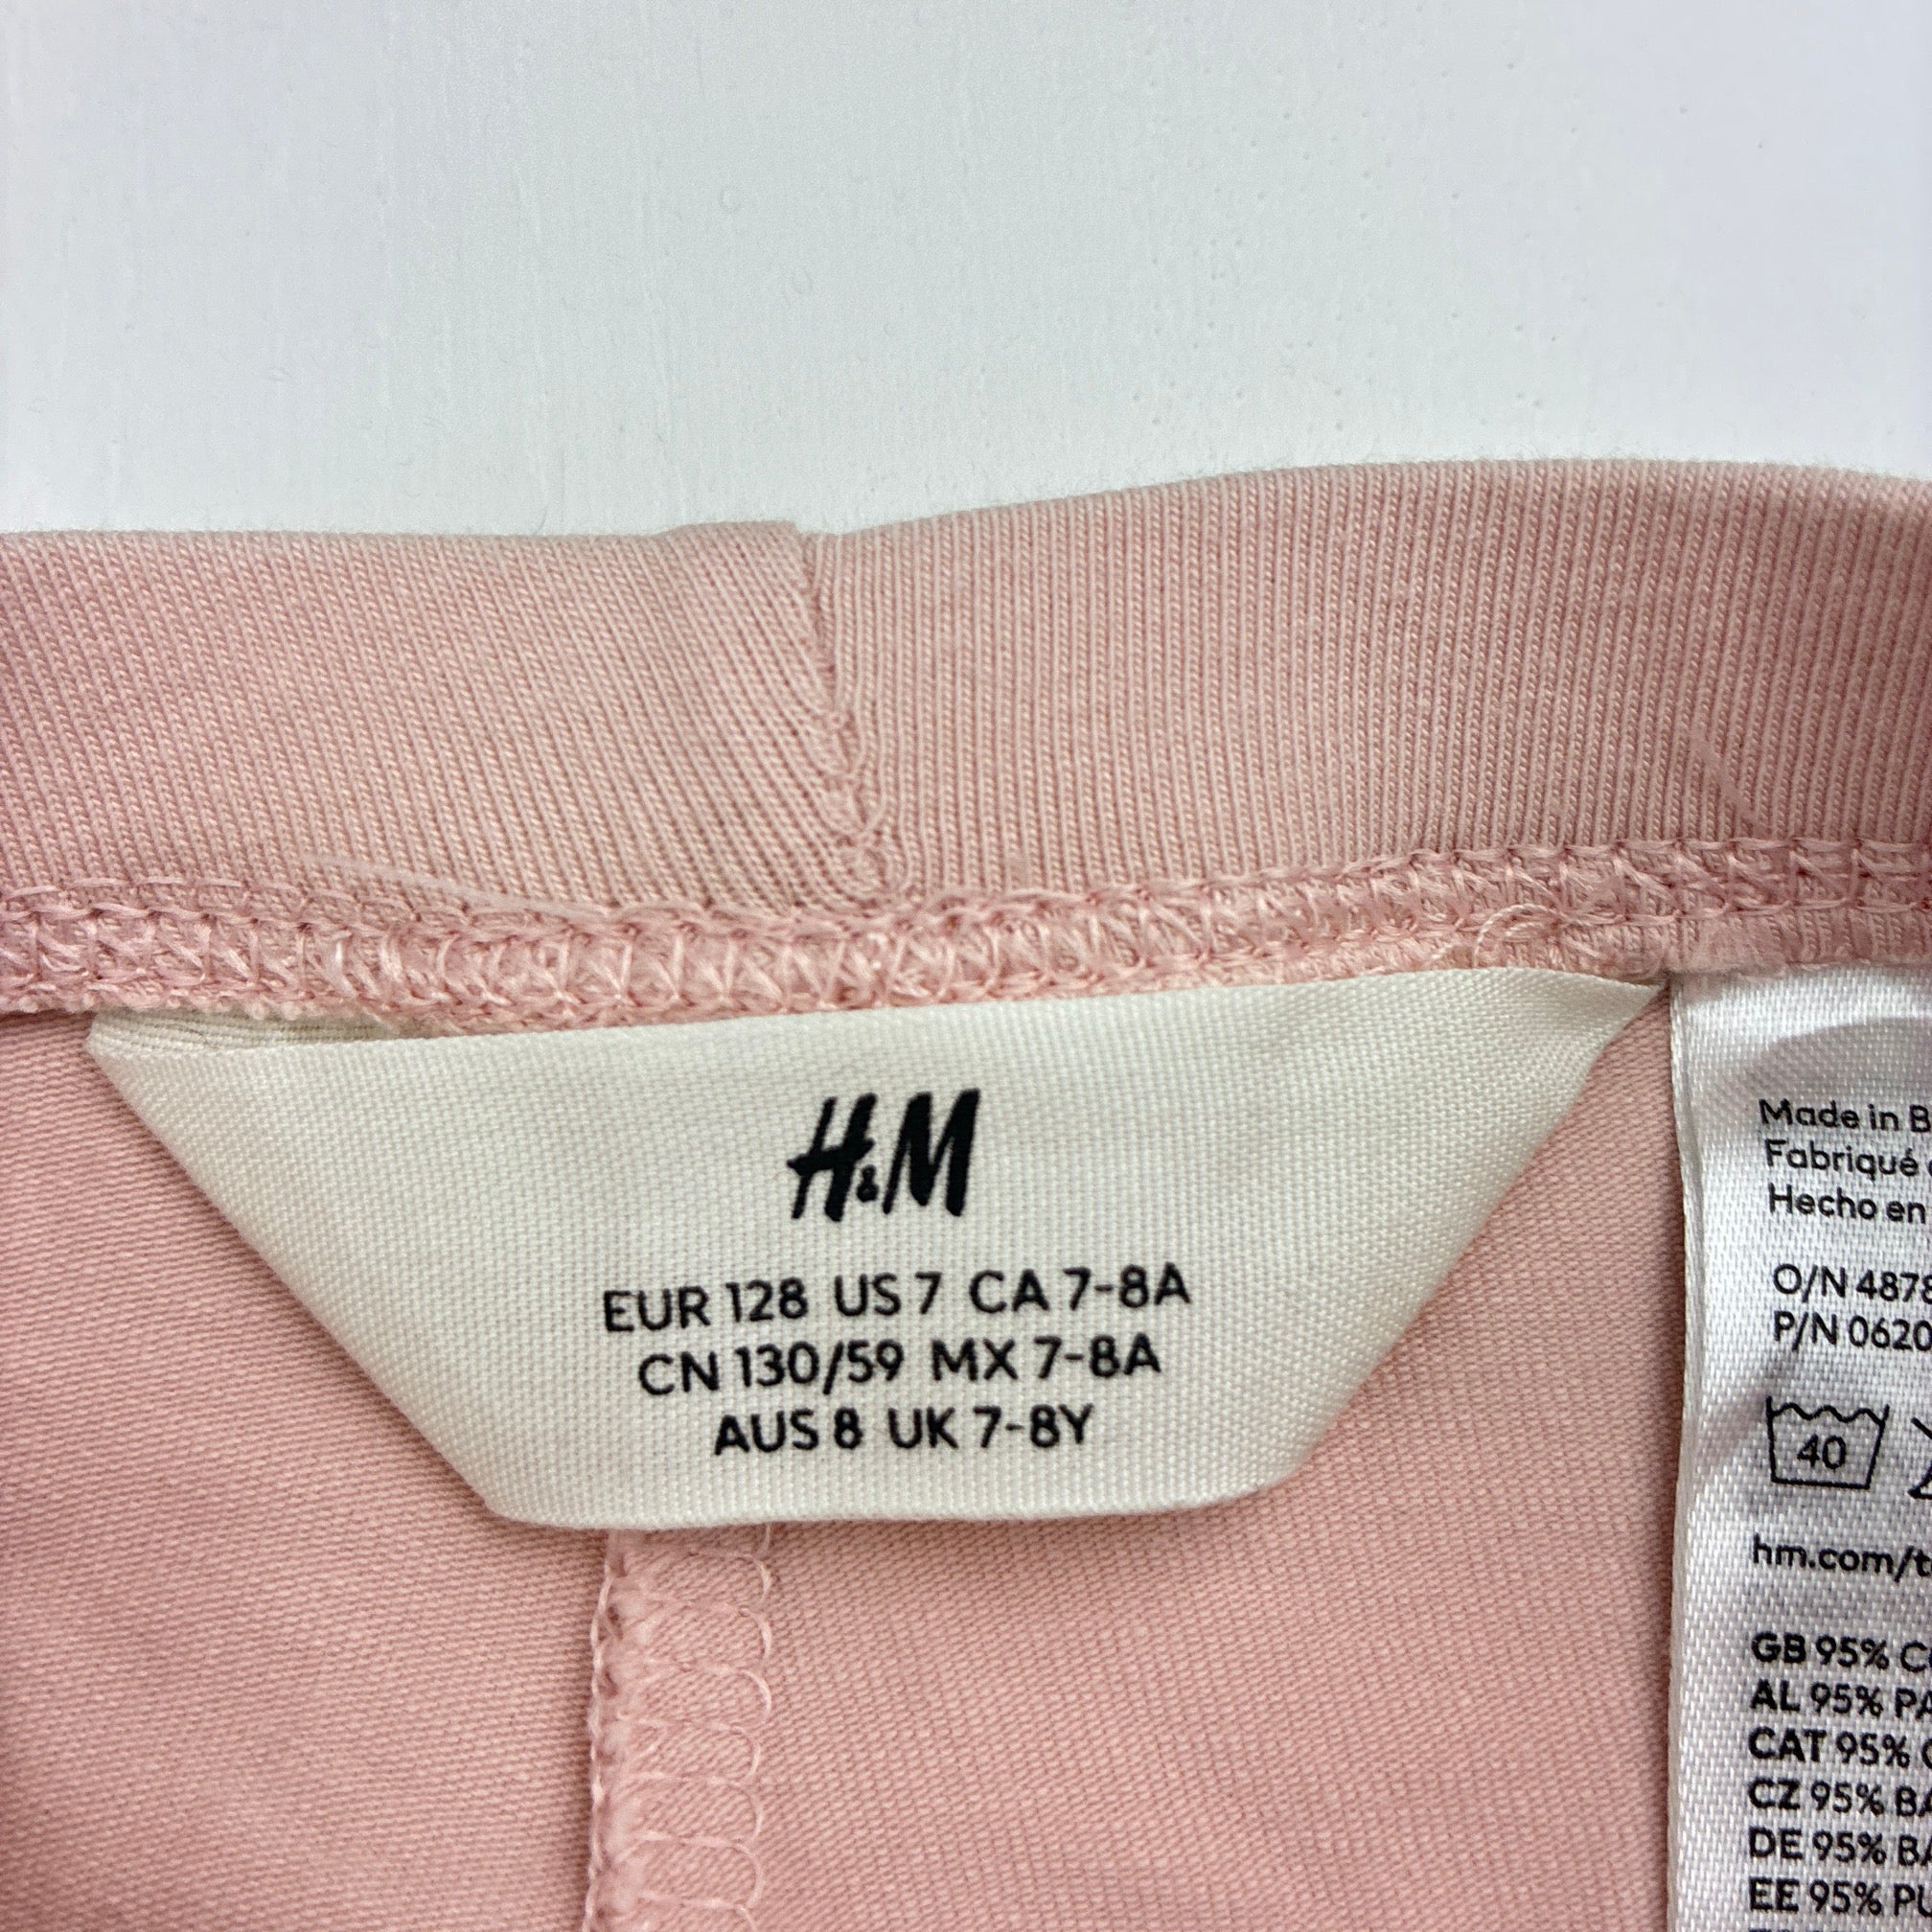 H&M
EUR 128 US 7 CA 7-8A
CN 130/59 MX 7-8A
AUS 8 UK 7-8Y
Made in
Fabriqué
Hecho en
O/N 4878
P/N 0620
40
hm.com/
GB 95%
AL 95%
CAT 95%
CZ 95%
DE 95%
EE 95%